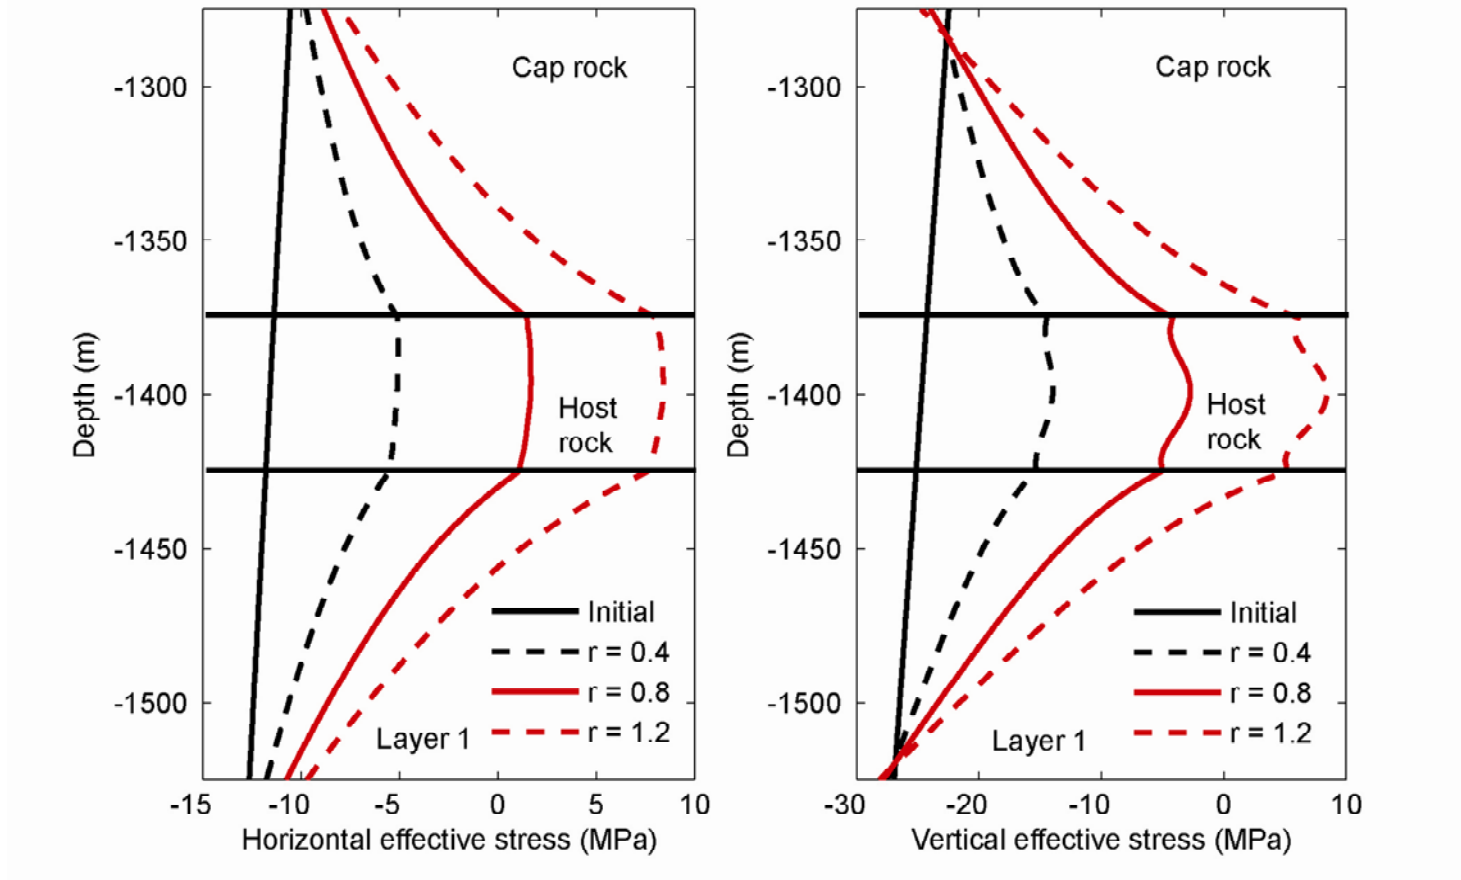 Cap rock
-1300
-1350
Depth (m)
-1400
Host
rock
-1450
-1500
Initial
r = 0.4
r = 0.8
r = 1.2
Layer 1
-15 -10 -5 0 5 10
Horizontal effective stress (MPa)
Cap rock
-1300
-1350
Depth (m)
-1400
Host
rock
-1450
-1500
Initial
r = 0.4
r = 0.8
r = 1.2
Layer 1
-30 -20 -10 0 10
Vertical effective stress (MPa)